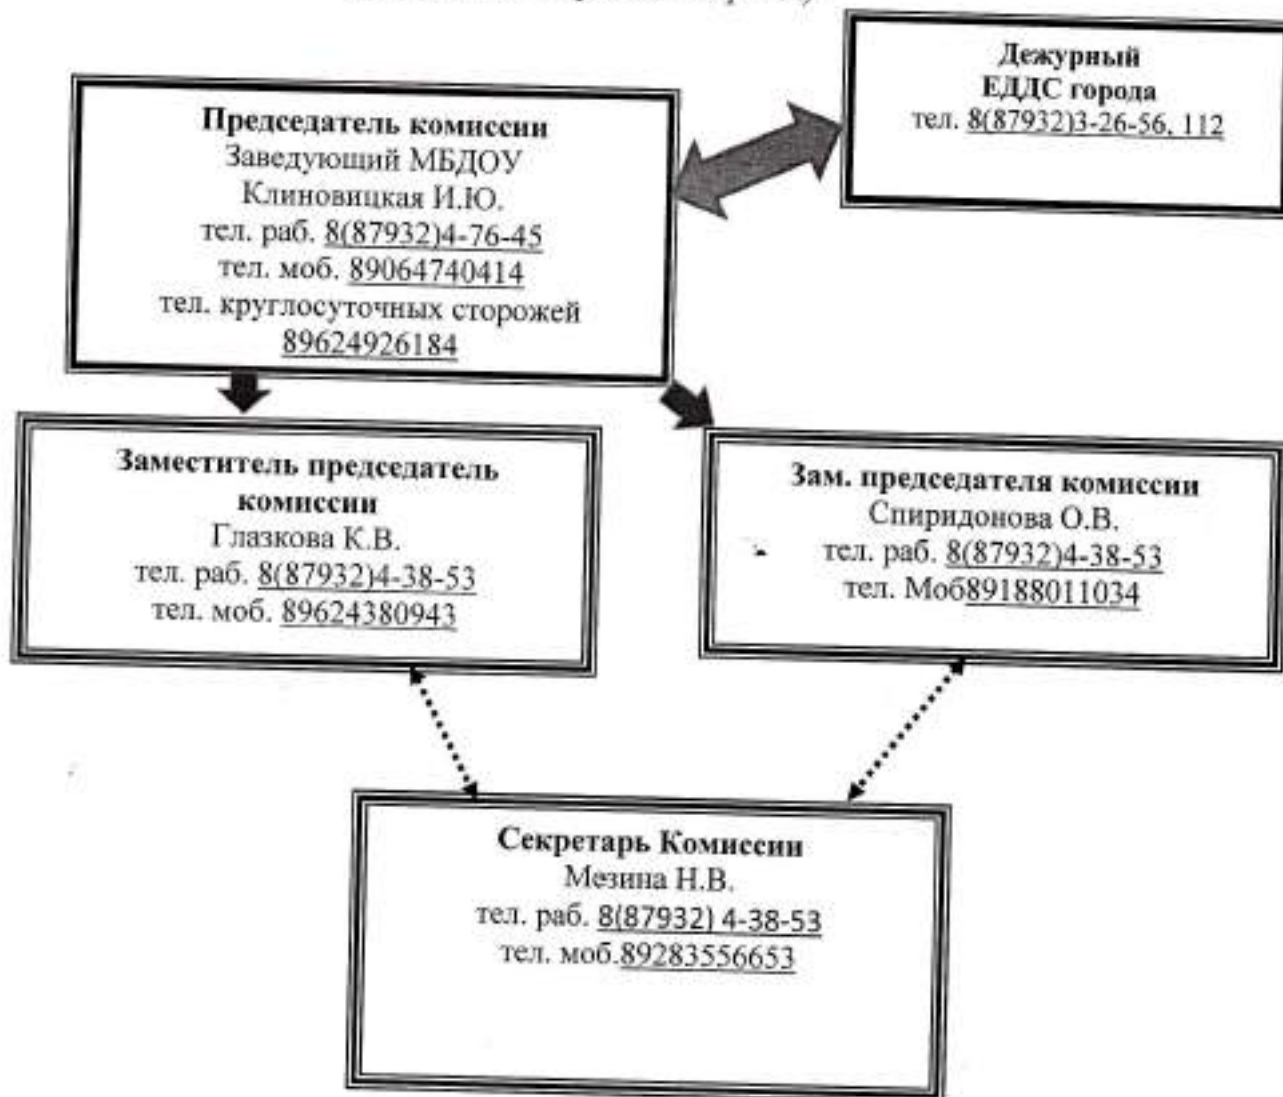 Дежурный
ЕДДС города
тел. 8(87932)3-26-56, 112
Председатель комиссии
Заведующий МБДОУ
Клиновицкая И.Ю.
тел. раб. 8(87932)4-76-45
тел. моб. 89064740414
тел. круглосуточных сторожей
89624926184
Заместитель председатель
комиссии
Глазкова К.В.
тел. раб. 8(87932)4-38-53
тел. моб. 89624380943
Зам. председателя комиссии
Спиридонова О.В.
тел. раб. 8(87932)4-38-53
тел. Моб89188011034
Секретарь Комиссии
Мезина Н.В.
тел. раб. 8(87932) 4-38-53
тел. моб.89283556653